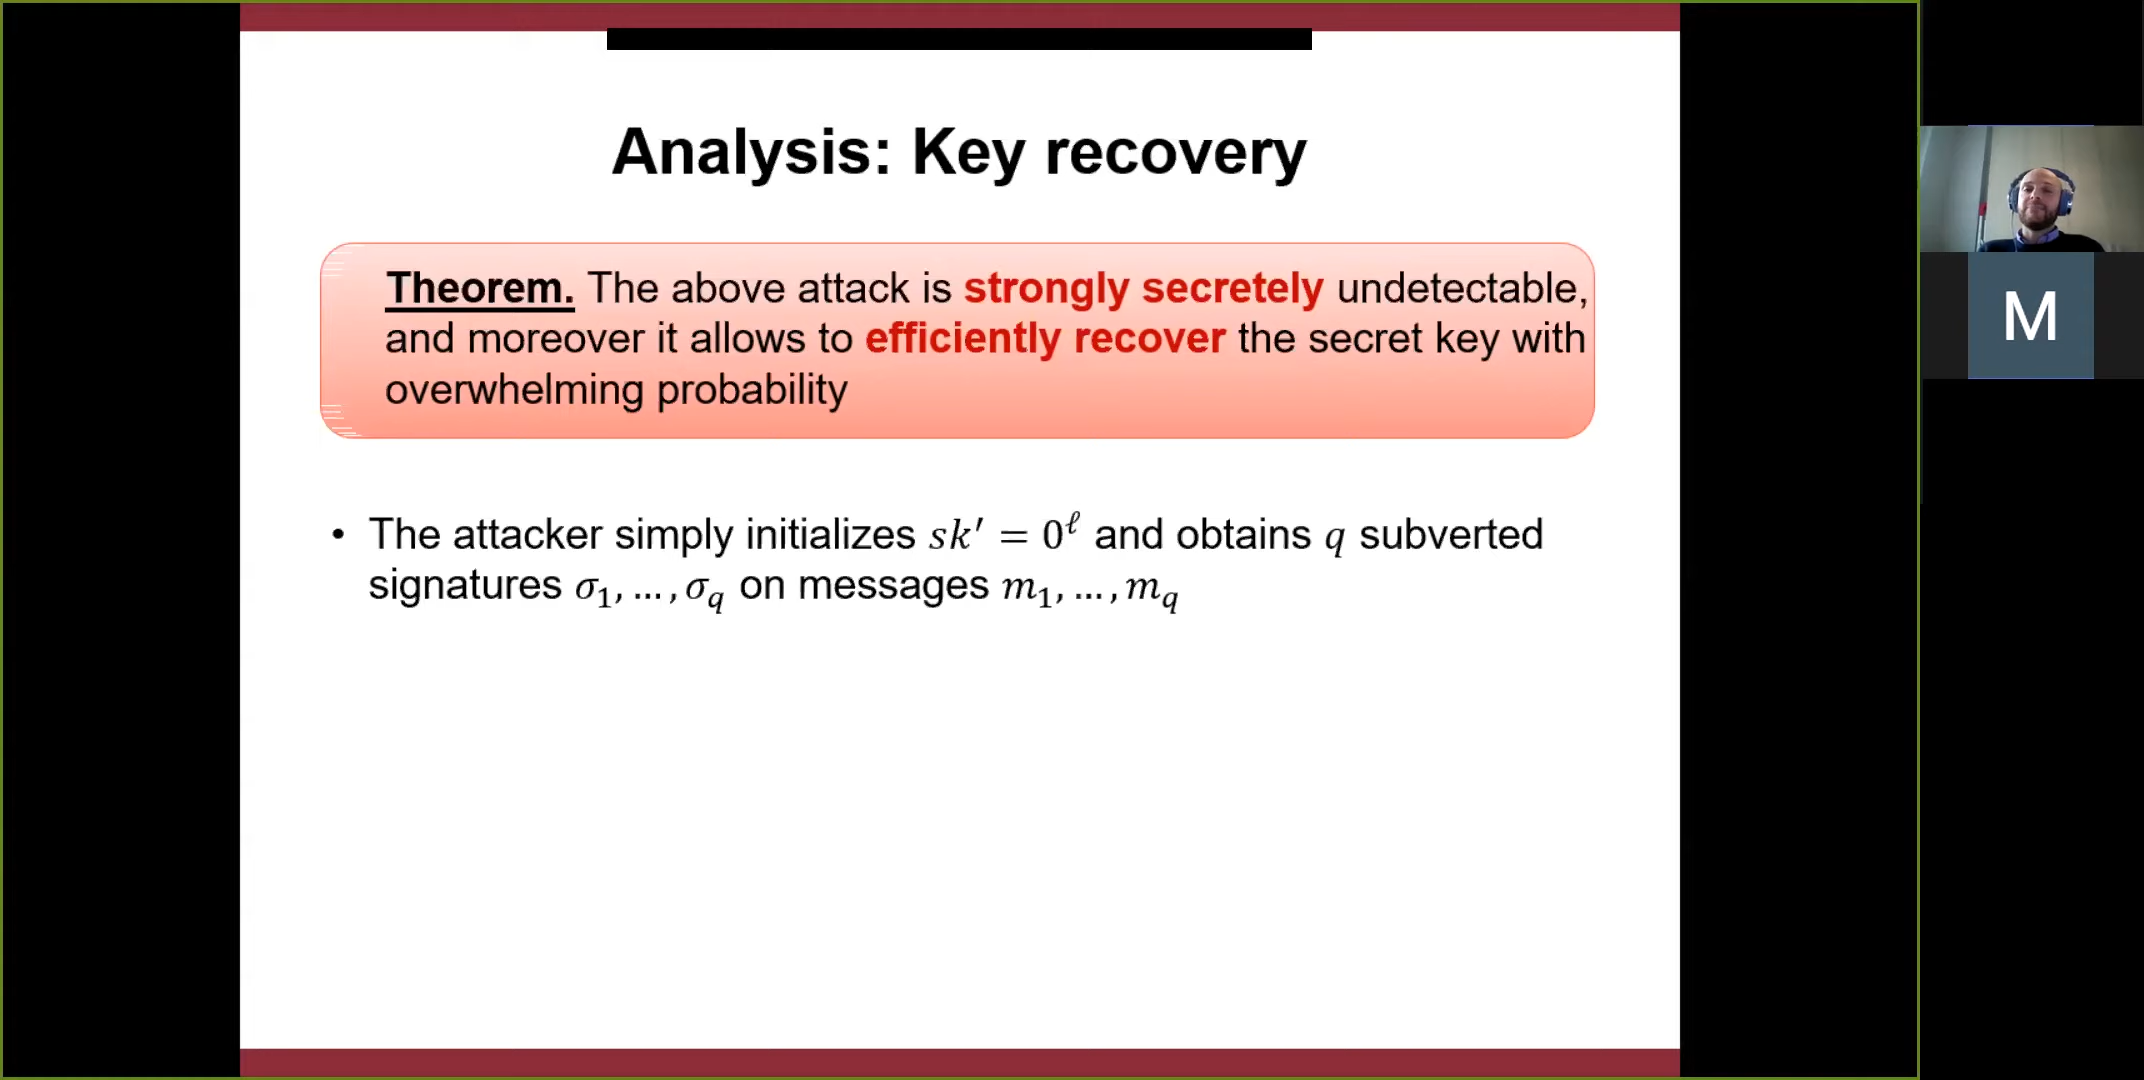 Analysis: Key recovery
Theorem. The above attack is strongly secretely undetectable,
and moreover it allows to efficiently recover the secret key with
overwhelming probability
• The attacker simply initializes 𝑠𝑘′ = 0^ℓ and obtains 𝑞 subverted
signatures 𝜎₁, … , 𝜎_𝑞 on messages 𝑚₁, … , 𝑚_𝑞
M